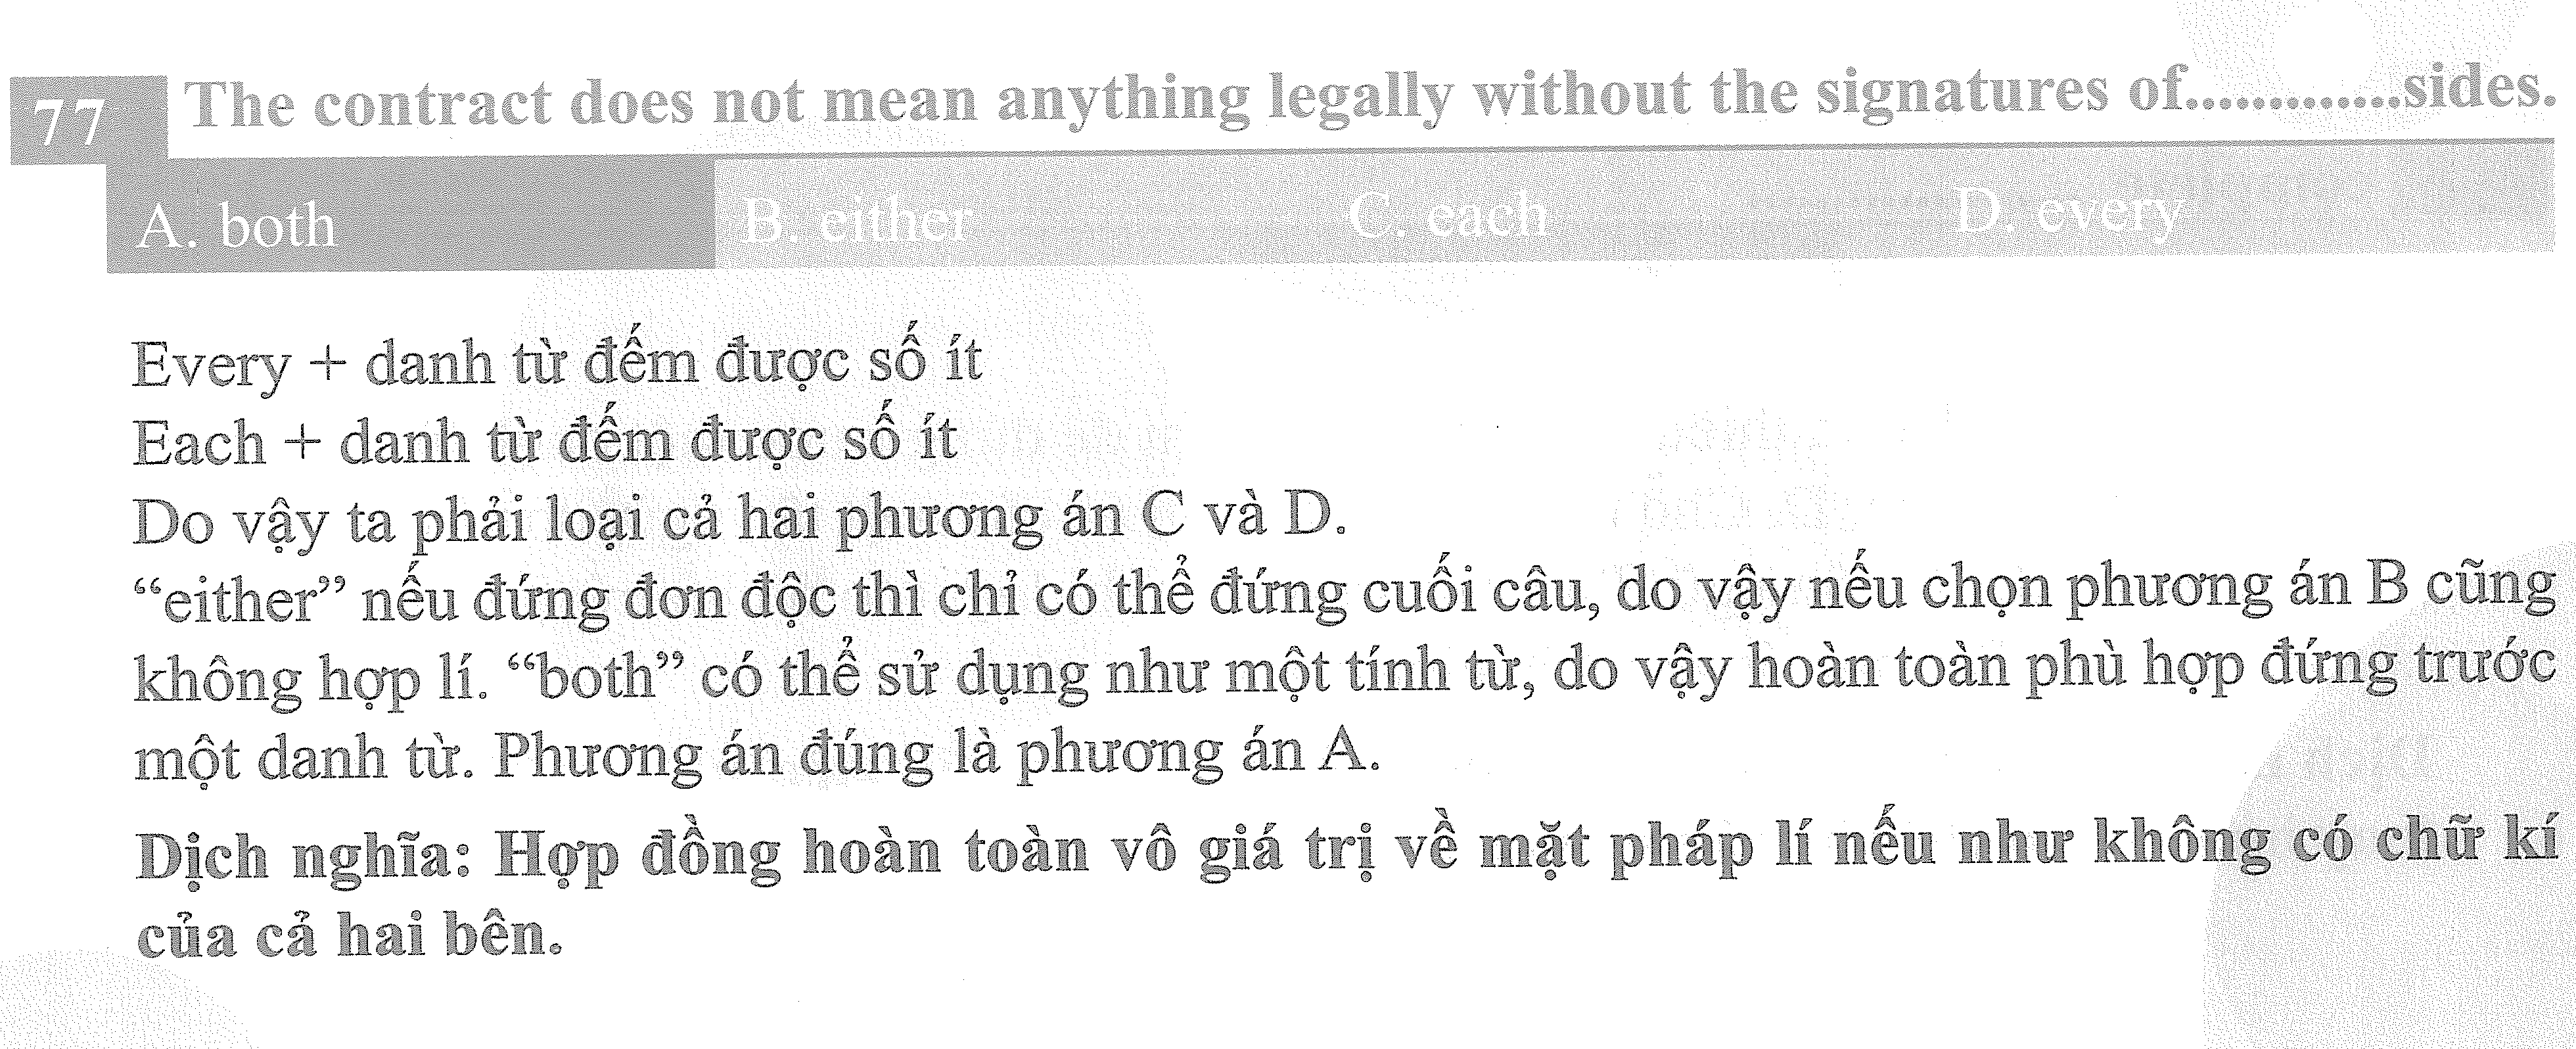 77 The contract does not mean anything legally without the signatures of.............sides.
A. both B. either C. each D. every
Every + danh từ đếm được số ít
Each + danh từ đếm được số ít
Do vậy ta phải loại cả hai phương án C và D.
“either” nếu đứng đơn độc thì chỉ có thể đứng cuối câu, do vậy nếu chọn phương án B cũng
không hợp lí. “both” có thể sử dụng như một tính từ, do vậy hoàn toàn phù hợp đứng trước
một danh từ. Phương án đúng là phương án A.
Dịch nghĩa: Hợp đồng hoàn toàn vô giá trị về mặt pháp lí nếu như không có chữ kí
của cả hai bên.